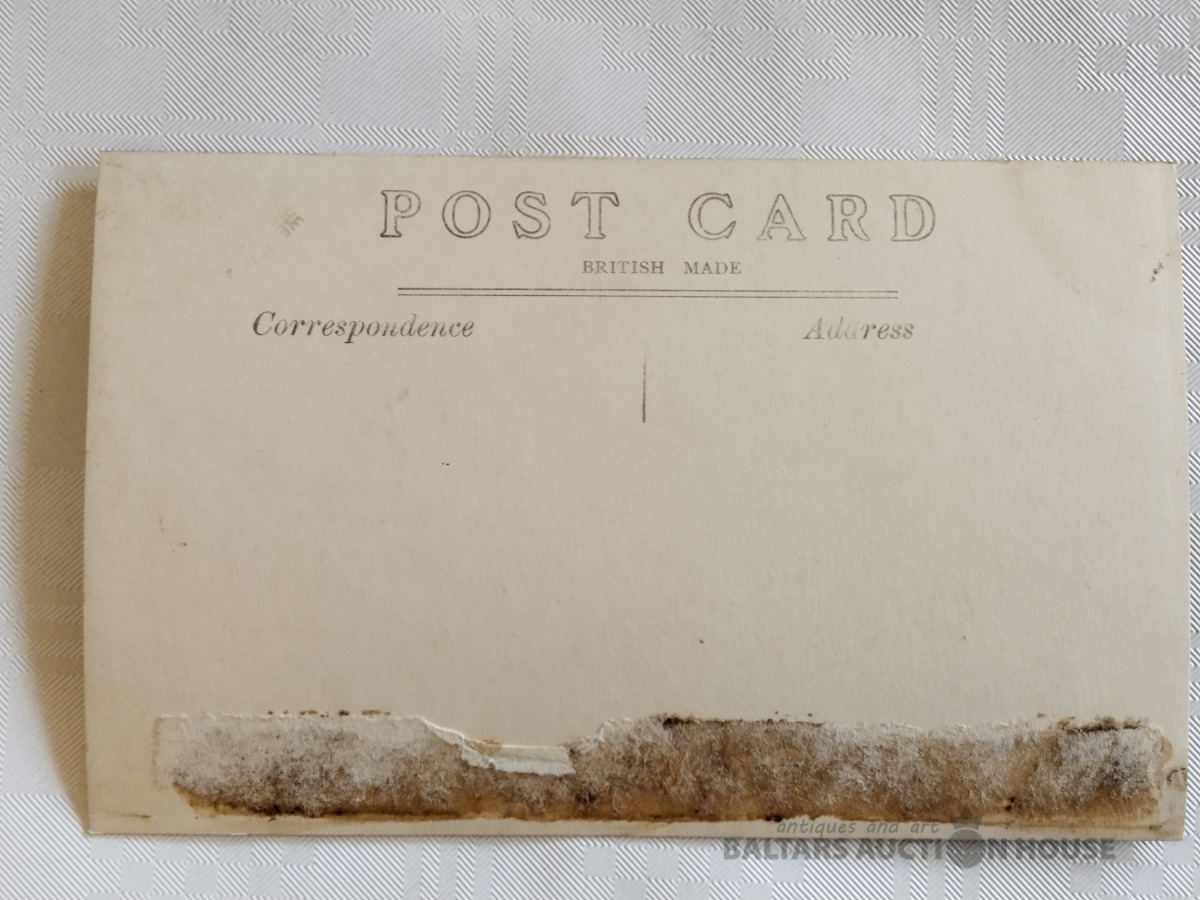 POST CARD
BRITISH MADE
Correspondence
Address
antiques and art
BALTARS AUCTION HOUSE